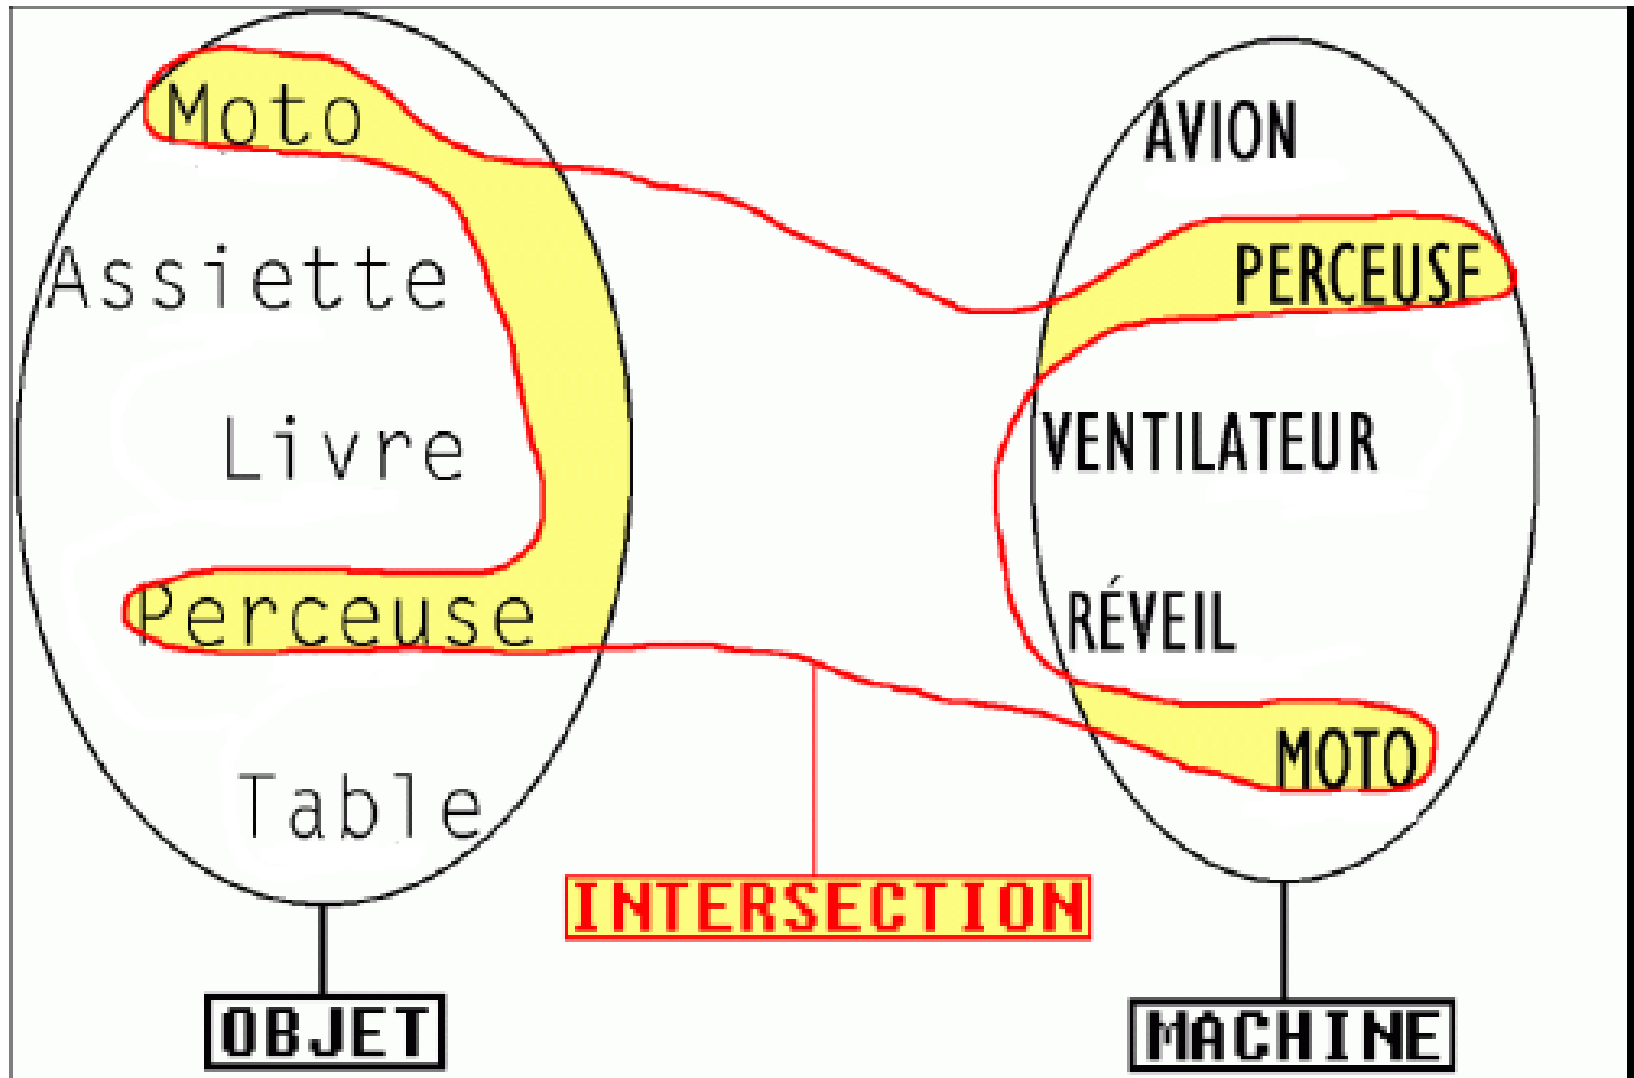 Moto
Assiette
Livre
Perceuse
Table
OBJET
AVION
PERCEUSE
VENTILATEUR
RÉVEIL
MOTO
MACHINE
INTERSECTION